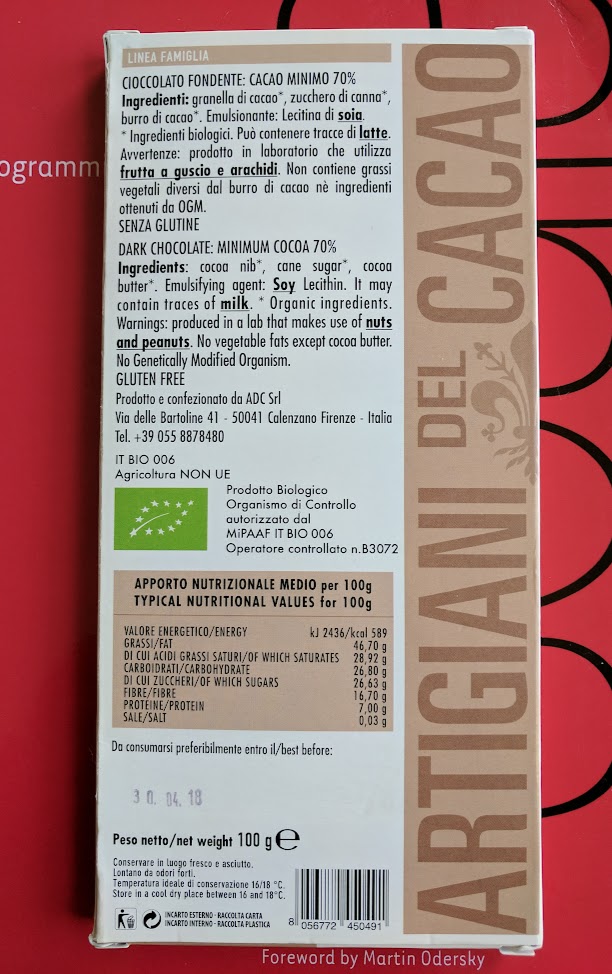 LINEA FAMIGLIA
CIOCCOLATO FONDENTE: CACAO MINIMO 70%
Ingredienti: granella di cacao*, zucchero di canna*,
burro di cacao*. Emulsionante: Lecitina di soia.
* Ingredienti biologici. Può contenere tracce di latte.
Avvertenze: prodotto in laboratorio che utilizza
frutta a guscio e arachidi. Non contiene grassi
vegetali diversi dal burro di cacao nè ingredienti
ottenuti da OGM.
SENZA GLUTINE
DARK CHOCOLATE: MINIMUM COCOA 70%
Ingredients: cocoa nib*, cane sugar*, cocoa
butter*. Emulsifying agent: Soy Lecithin. It may
contain traces of milk. * Organic ingredients.
Warnings: produced in a lab that makes use of nuts
and peanuts. No vegetable fats except cocoa butter.
No Genetically Modified Organism.
GLUTEN FREE
Prodotto e confezionato da ADC Srl
Via delle Bartoline 41 - 50041 Calenzano Firenze - Italia
Tel. +39 055 8878480
IT BIO 006
Agricoltura NON UE
Prodotto Biologico
Organismo di Controllo
autorizzato dal
MiPAAF IT BIO 006
Operatore controllato n.B3072
APPORTO NUTRIZIONALE MEDIO per 100g
TYPICAL NUTRITIONAL VALUES for 100g
VALORE ENERGETICO/ENERGY kJ 2436/kcal 589
GRASSI/FAT 46,70 g
DI CUI ACIDI GRASSI SATURI/OF WHICH SATURATES 28,92 g
CARBOIDRATI/CARBOHYDRATE 26,80 g
DI CUI ZUCCHERI/OF WHICH SUGARS 26,63 g
FIBRE/FIBRE 16,70 g
PROTEINE/PROTEIN 7,00 g
SALE/SALT 0,03 g
Da consumarsi preferibilmente entro il/best before:
30.04.18
Peso netto/net weight 100 g e
Conservare in luogo fresco e asciutto.
Lontano da odori forti.
Temperatura ideale di conservazione 16/18 °C.
Store in a cool dry place between 16 and 18°C.
INCARTO ESTERNO - RACCOLTA CARTA
INCARTO INTERNO - RACCOLTA PLASTICA
8 056772 450491
ARTIGIANI DEL CACAO
ogramm
Foreword by Martin Odersky